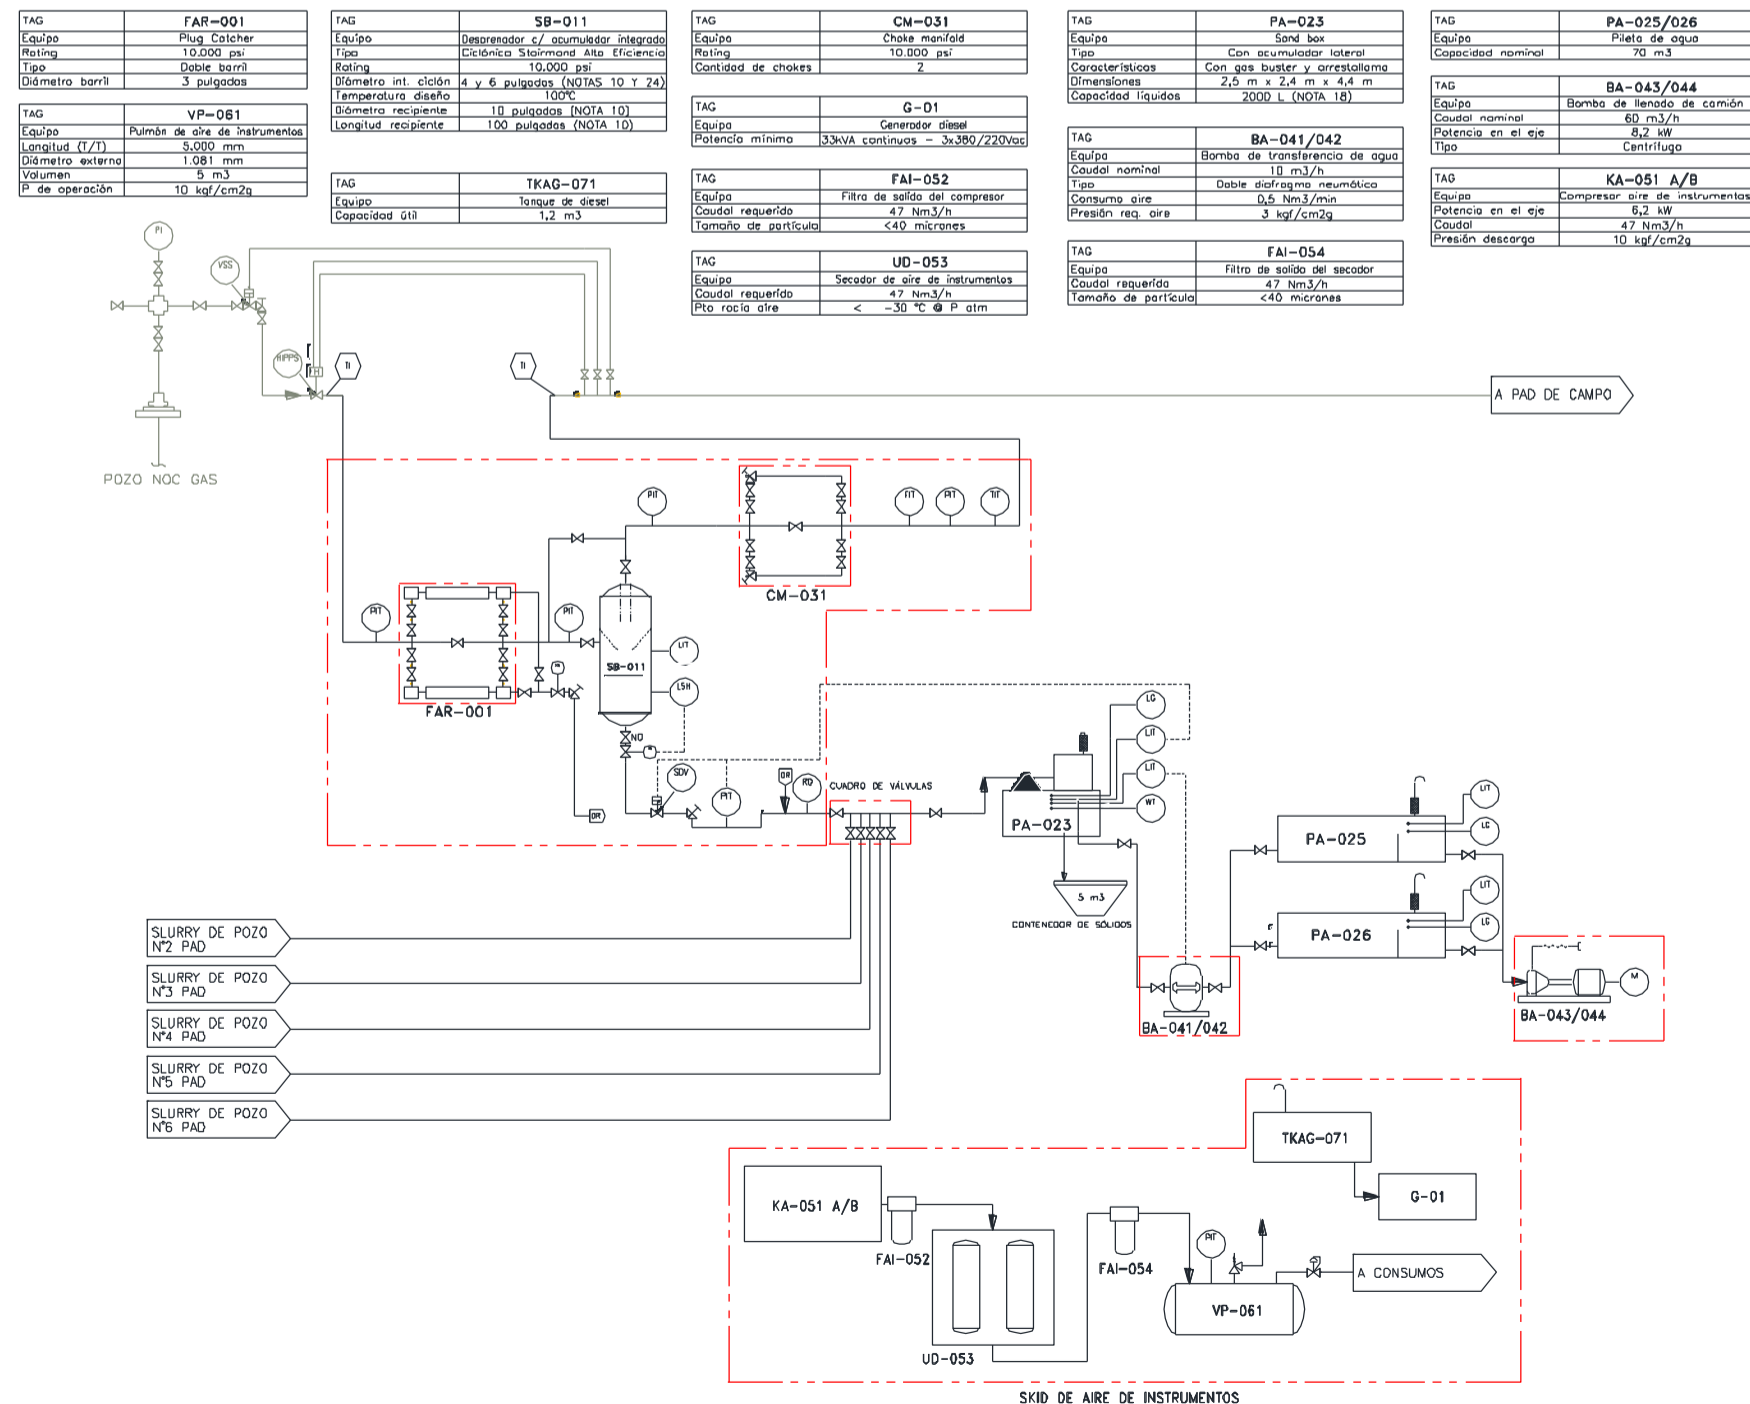 TAG FAR-001
Equipo Plug Catcher
Rating 10.000 psi
Tipo Doble barril
Diámetro barril 3 pulgadas
TAG VP-061
Equipo Pulmón de aire de instrumentos
Longitud (T/T) 5.000 mm
Diámetro externo 1.081 mm
Volumen 5 m3
P de operación 10 kgf/cm2g
TAG SB-011
Equipo Desarenador c/ acumulador integrado
Tipo Ciclónica Stairmand Alta Eficiencia
Rating 10.000 psi
Diámetro int. ciclón 4 y 6 pulgadas (NOTAS 10 Y 24)
Temperatura diseño 100°C
Diámetro recipiente 10 pulgadas (NOTA 10)
Longitud recipiente 100 pulgadas (NOTA 10)
TAG TKAG-071
Equipo Tanque de diesel
Capacidad útil 1,2 m3
TAG CM-031
Equipo Choke manifold
Rating 10.000 psi
Cantidad de chokes 2
TAG G-01
Equipo Generador diesel
Potencia mínima 33kVA continuos - 3x380/220Vac
TAG FAI-052
Equipo Filtro de salida del compresor
Caudal requerido 47 Nm3/h
Tamaño de partícula <40 micrones
TAG UD-053
Equipo Secador de aire de instrumentos
Caudal requerido 47 Nm3/h
Pto rocía aire < -30 °C @ P atm
TAG PA-023
Equipo Sand box
Tipo Con acumulador lateral
Características Con gas buster y arrestallama
Dimensiones 2,5 m x 2,4 m x 4,4 m
Capacidad líquidos 2000 L (NOTA 18)
TAG BA-041/042
Equipo Bomba de transferencia de agua
Caudal nominal 10 m3/h
Tipo Doble diafragma neumática
Consumo aire 0,5 Nm3/min
Presión req. aire 3 kgf/cm2g
TAG FAI-054
Equipo Filtro de salida del secador
Caudal requerido 47 Nm3/h
Tamaño de partícula <40 micrones
TAG PA-025/026
Equipo Pileta de agua
Capacidad nominal 70 m3
TAG BA-043/044
Equipo Bomba de llenado de camión
Caudal nominal 60 m3/h
Potencia en el eje 8,2 kW
Tipo Centrífuga
TAG KA-051 A/B
Equipo Compresor aire de instrumentos
Potencia en el eje 6,2 kW
Caudal 47 Nm3/h
Presión descarga 10 kgf/cm2g
PI
VSS
HIPPS
TI
TI
A PAD DE CAMPO
POZO NOC GAS
PIT
FIT
PIT
TIT
CM-031
PIT
PIT
LIT
SB-011
LSH
FAR-001
NO
SDV
PIT
DR
RO
DR
CUADRO DE VÁLVULAS
LG
LIT
LIT
WT
PA-023
5 m3
CONTENEDOR DE SÓLIDOS
LIT
LG
PA-025
LIT
LG
PA-026
BA-041/042
M
BA-043/044
SLURRY DE POZO
N°2 PAD
SLURRY DE POZO
N°3 PAD
SLURRY DE POZO
N°4 PAD
SLURRY DE POZO
N°5 PAD
SLURRY DE POZO
N°6 PAD
TKAG-071
G-01
KA-051 A/B
FAI-052
UD-053
FAI-054
PIT
VP-061
A CONSUMOS
SKID DE AIRE DE INSTRUMENTOS